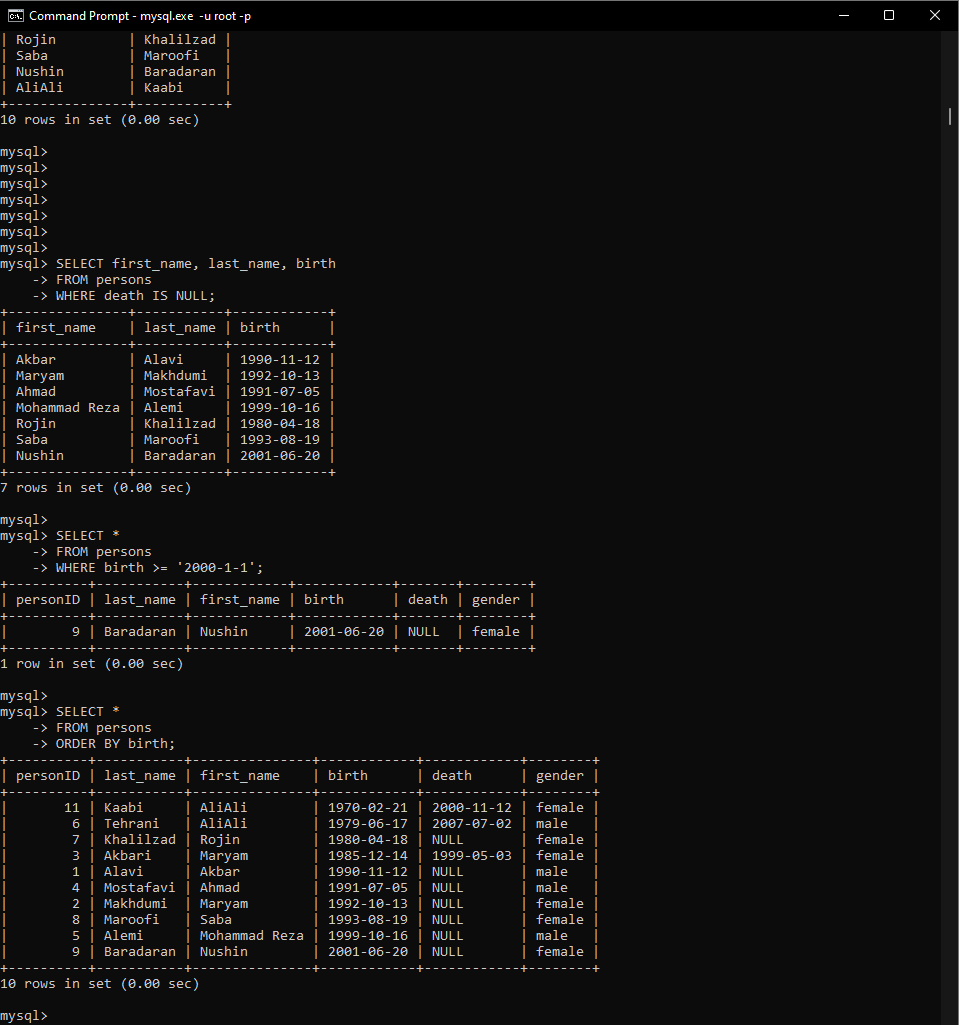 Command Prompt - mysql.exe  -u root -p
| Rojin         | Khalilzad |
| Saba          | Maroofi   |
| Nushin        | Baradaran |
| AliAli        | Kaabi     |
+---------------+-----------+
10 rows in set (0.00 sec)
mysql>
mysql>
mysql>
mysql>
mysql>
mysql>
mysql>
mysql> SELECT first_name, last_name, birth
    -> FROM persons
    -> WHERE death IS NULL;
+---------------+-----------+------------+
| first_name    | last_name | birth      |
+---------------+-----------+------------+
| Akbar         | Alavi     | 1990-11-12 |
| Maryam        | Makhdumi  | 1992-10-13 |
| Ahmad         | Mostafavi | 1991-07-05 |
| Mohammad Reza | Alemi     | 1999-10-16 |
| Rojin         | Khalilzad | 1980-04-18 |
| Saba          | Maroofi   | 1993-08-19 |
| Nushin        | Baradaran | 2001-06-20 |
+---------------+-----------+------------+
7 rows in set (0.00 sec)
mysql>
mysql> SELECT *
    -> FROM persons
    -> WHERE birth >= '2000-1-1';
+----------+-----------+------------+------------+-------+--------+
| personID | last_name | first_name | birth      | death | gender |
+----------+-----------+------------+------------+-------+--------+
|        9 | Baradaran | Nushin     | 2001-06-20 | NULL  | female |
+----------+-----------+------------+------------+-------+--------+
1 row in set (0.00 sec)
mysql>
mysql> SELECT *
    -> FROM persons
    -> ORDER BY birth;
+----------+-----------+---------------+------------+------------+--------+
| personID | last_name | first_name    | birth      | death      | gender |
+----------+-----------+---------------+------------+------------+--------+
|       11 | Kaabi     | AliAli        | 1970-02-21 | 2000-11-12 | female |
|        6 | Tehrani   | AliAli        | 1979-06-17 | 2007-07-02 | male   |
|        7 | Khalilzad | Rojin         | 1980-04-18 | NULL       | female |
|        3 | Akbari    | Maryam        | 1985-12-14 | 1999-05-03 | female |
|        1 | Alavi     | Akbar         | 1990-11-12 | NULL       | male   |
|        4 | Mostafavi | Ahmad         | 1991-07-05 | NULL       | male   |
|        2 | Makhdumi  | Maryam        | 1992-10-13 | NULL       | female |
|        8 | Maroofi   | Saba          | 1993-08-19 | NULL       | female |
|        5 | Alemi     | Mohammad Reza | 1999-10-16 | NULL       | male   |
|        9 | Baradaran | Nushin        | 2001-06-20 | NULL       | female |
+----------+-----------+---------------+------------+------------+--------+
10 rows in set (0.00 sec)
mysql>